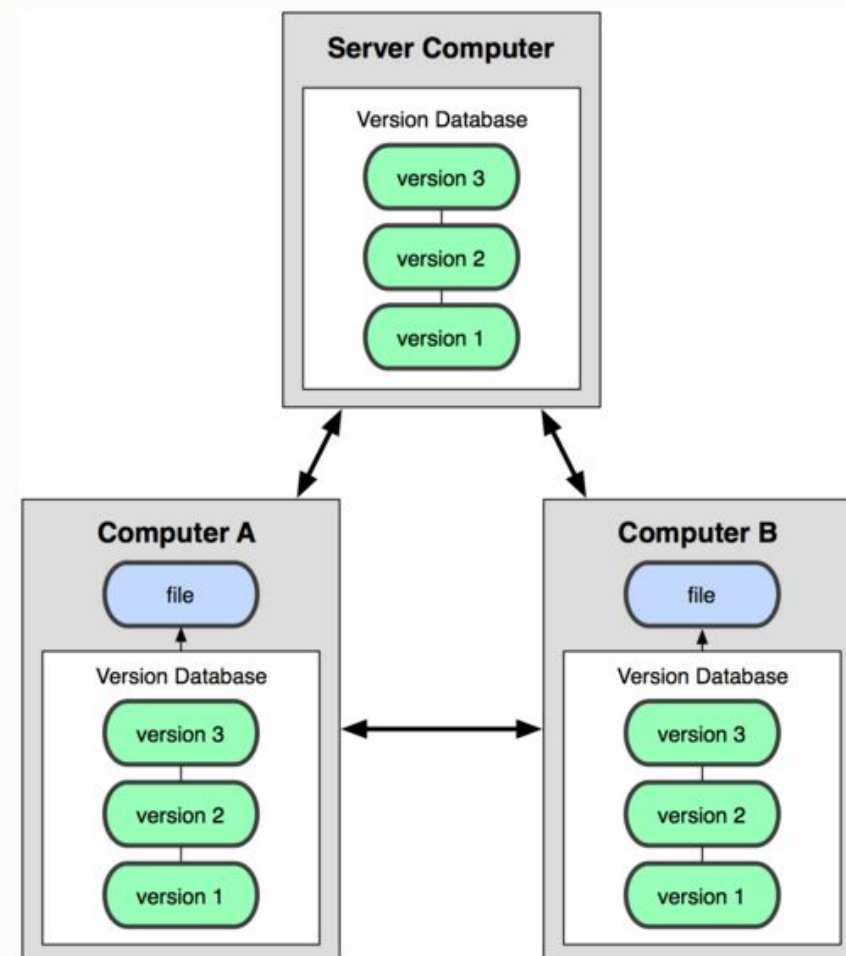 Server Computer
Version Database
version 3
version 2
version 1
Computer A
file
Version Database
version 3
version 2
version 1
Computer B
file
Version Database
version 3
version 2
version 1